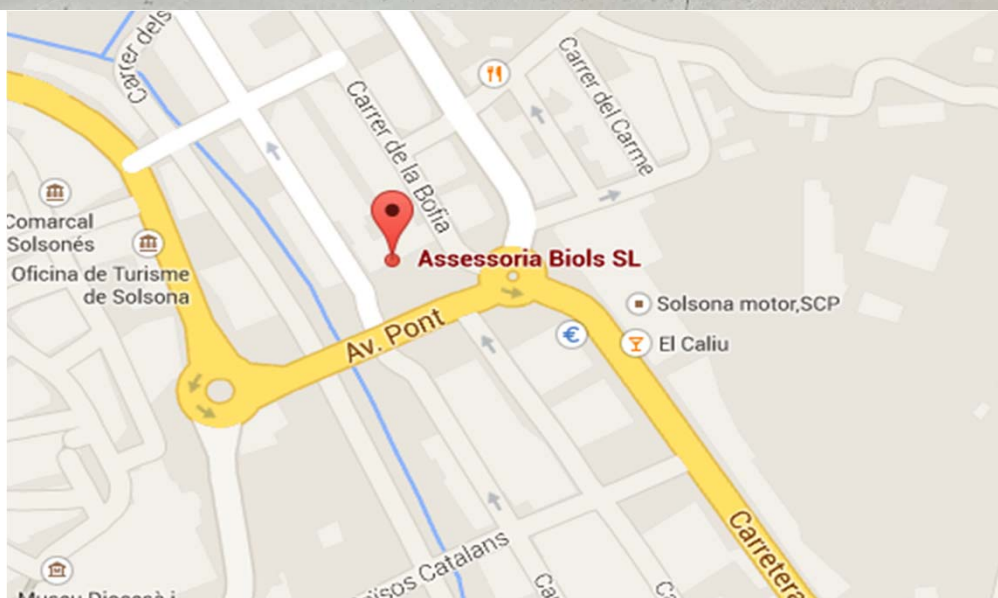 Carrer dels
Carrer del Carme
Carrer de la Bofia
Comarcal
Solsonés
Oficina de Turisme
de Solsona
Assessoria Biols SL
Solsona motor,SCP
Av. Pont
€
El Caliu
Carretera
Catalans